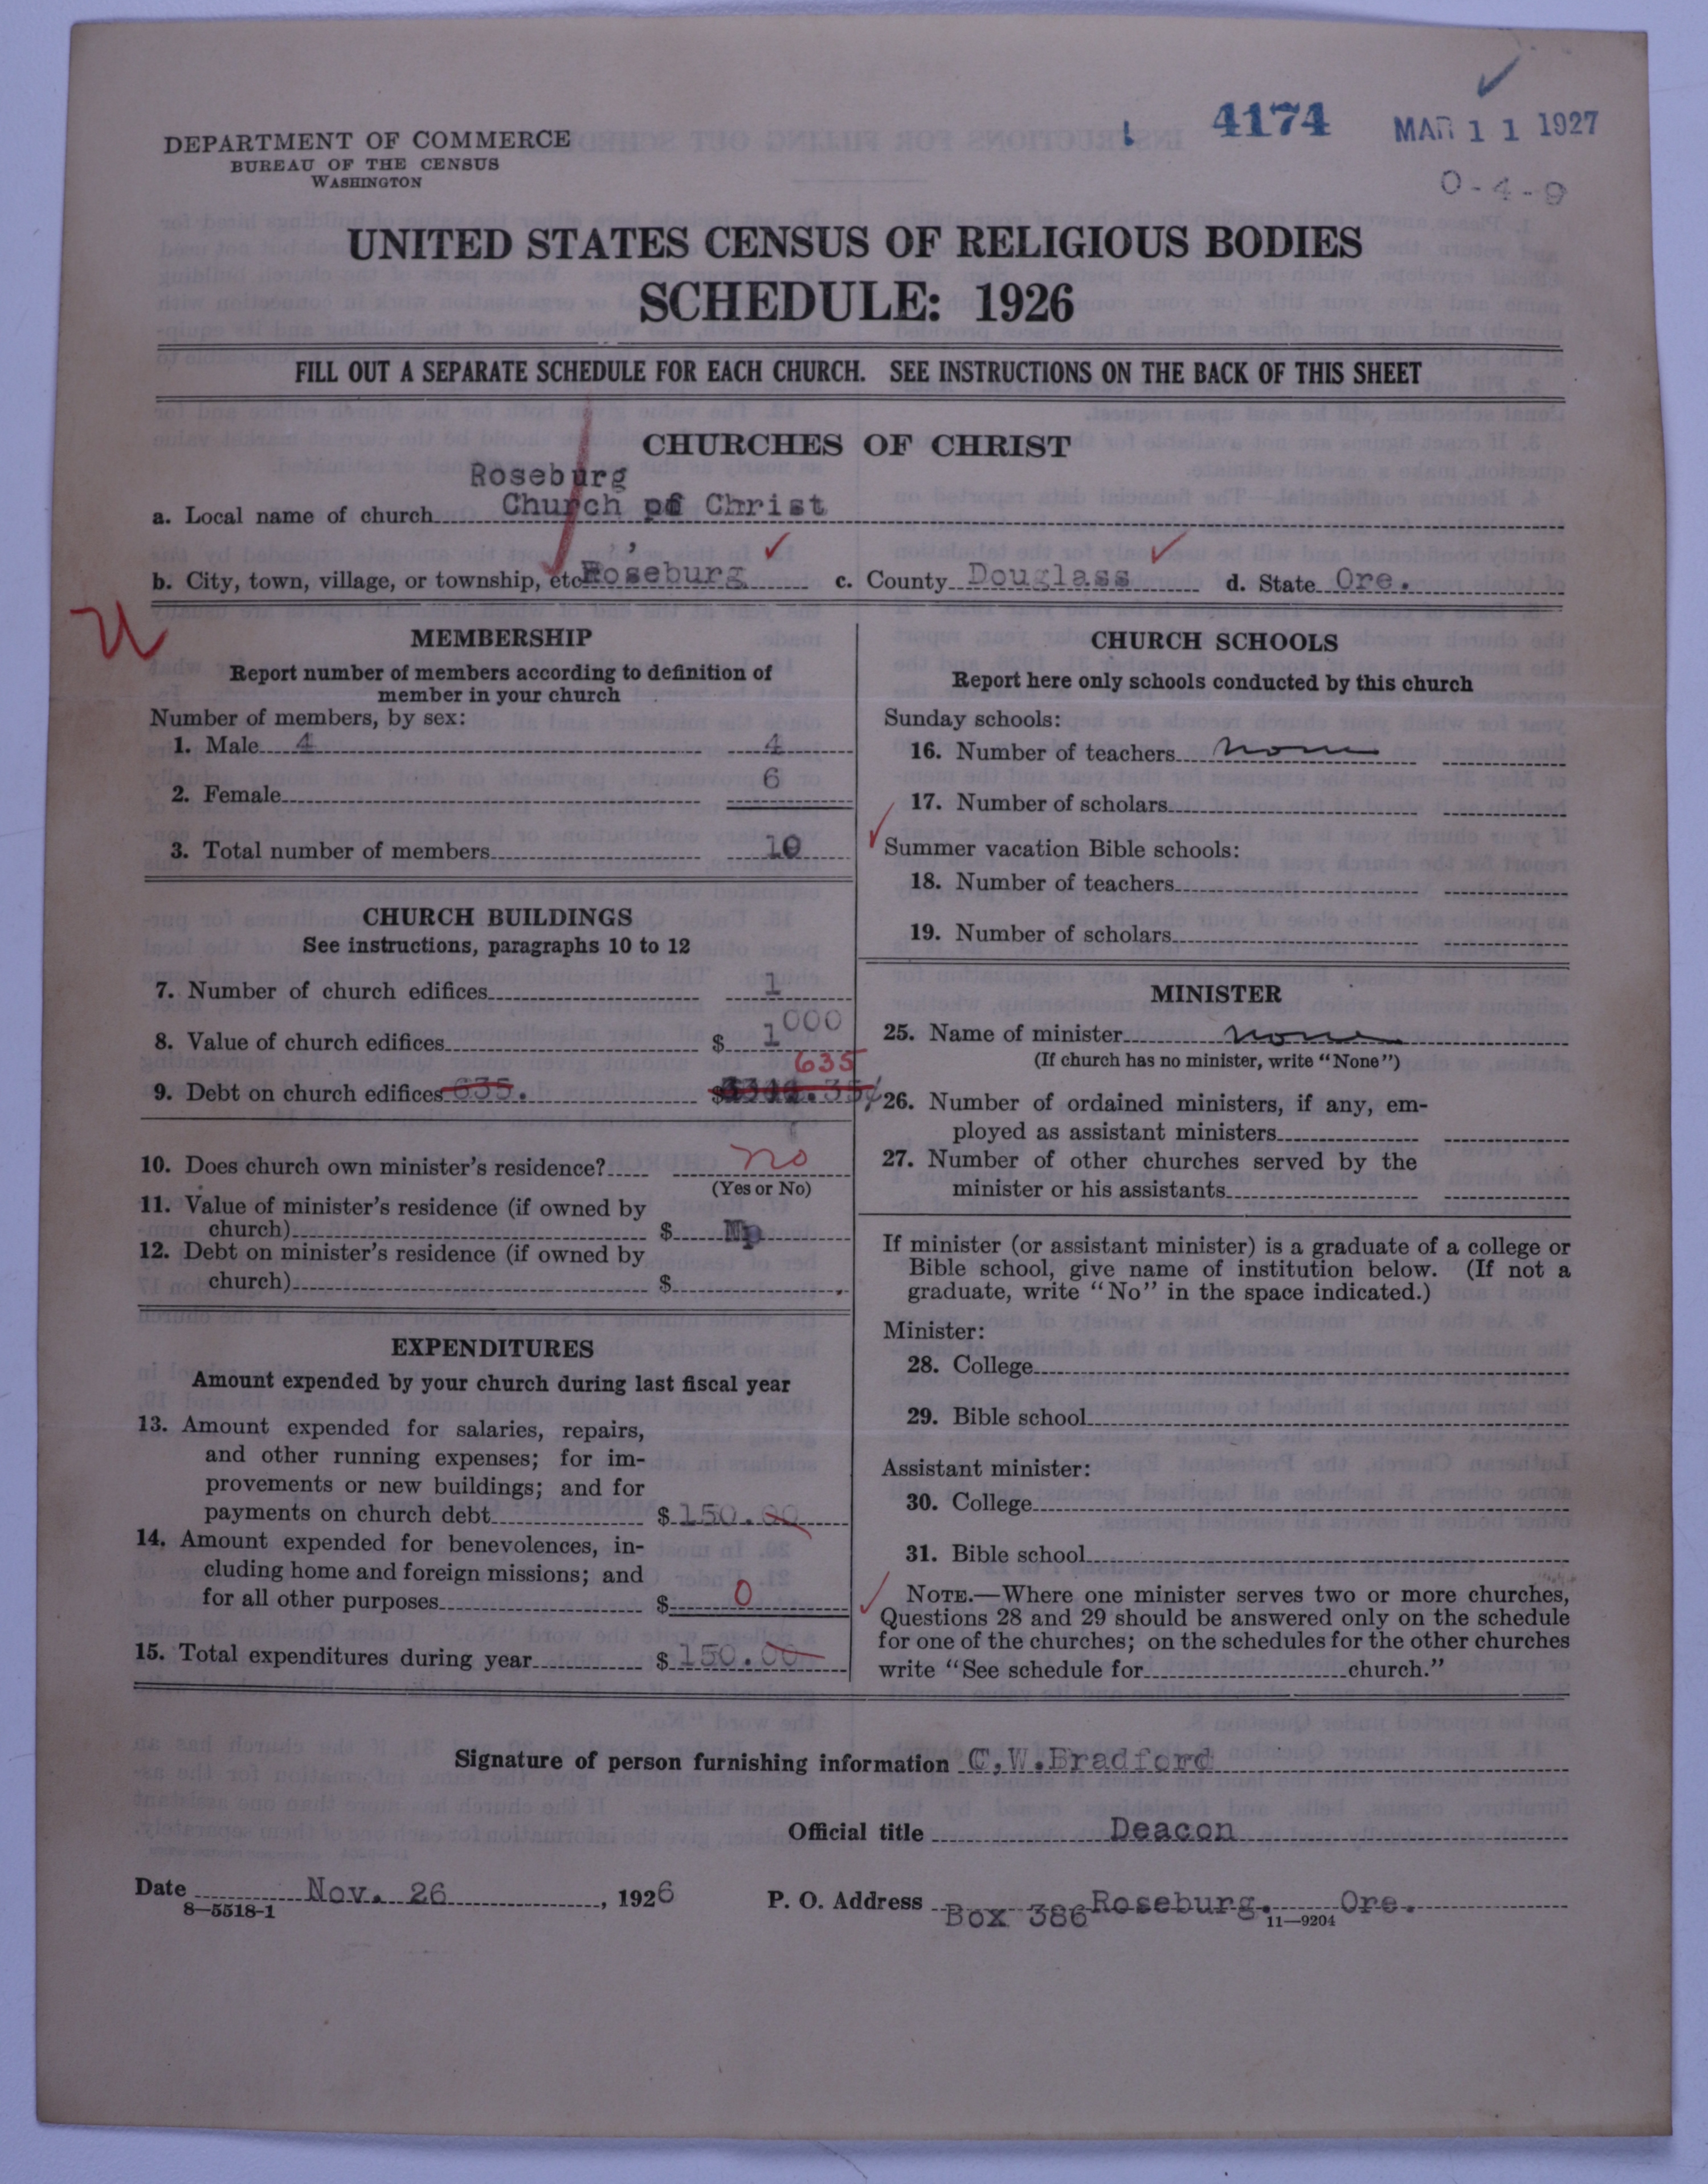 DEPARTMENT OF COMMERCE
BUREAU OF THE CENSUS
WASHINGTON
4174
MAR 11 1927
0-4-9
UNITED STATES CENSUS OF RELIGIOUS BODIES
SCHEDULE: 1926
FILL OUT A SEPARATE SCHEDULE FOR EACH CHURCH. SEE INSTRUCTIONS ON THE BACK OF THIS SHEET
CHURCHES OF CHRIST
Roseburg
a. Local name of church Church of Christ
b. City, town, village, or township, etc. Roseburg c. County Douglass d. State Ore.
U
MEMBERSHIP
Report number of members according to definition of
member in your church
Number of members, by sex:
1. Male 4 4
2. Female 6
3. Total number of members 10
CHURCH BUILDINGS
See instructions, paragraphs 10 to 12
7. Number of church edifices 1
8. Value of church edifices $ 1000
635
9. Debt on church edifices 635. $
10. Does church own minister's residence? no
(Yes or No)
11. Value of minister's residence (if owned by
church) $ No
12. Debt on minister's residence (if owned by
church) $
EXPENDITURES
Amount expended by your church during last fiscal year
13. Amount expended for salaries, repairs,
and other running expenses; for im-
provements or new buildings; and for
payments on church debt $ 150.00
14. Amount expended for benevolences, in-
cluding home and foreign missions; and
for all other purposes $ 0
15. Total expenditures during year $ 150.00
CHURCH SCHOOLS
Report here only schools conducted by this church
Sunday schools:
16. Number of teachers none
17. Number of scholars
Summer vacation Bible schools:
18. Number of teachers
19. Number of scholars
MINISTER
25. Name of minister none
(If church has no minister, write "None")
26. Number of ordained ministers, if any, em-
ployed as assistant ministers
27. Number of other churches served by the
minister or his assistants
If minister (or assistant minister) is a graduate of a college or
Bible school, give name of institution below. (If not a
graduate, write "No" in the space indicated.)
Minister:
28. College
29. Bible school
Assistant minister:
30. College
31. Bible school
NOTE.—Where one minister serves two or more churches,
Questions 28 and 29 should be answered only on the schedule
for one of the churches; on the schedules for the other churches
write "See schedule for church."
Signature of person furnishing information C.W.Bradford
Official title Deacon
Date Nov. 26, 1926 P. O. Address Box 386 Roseburg. Ore.
8—5518-1 11—9204